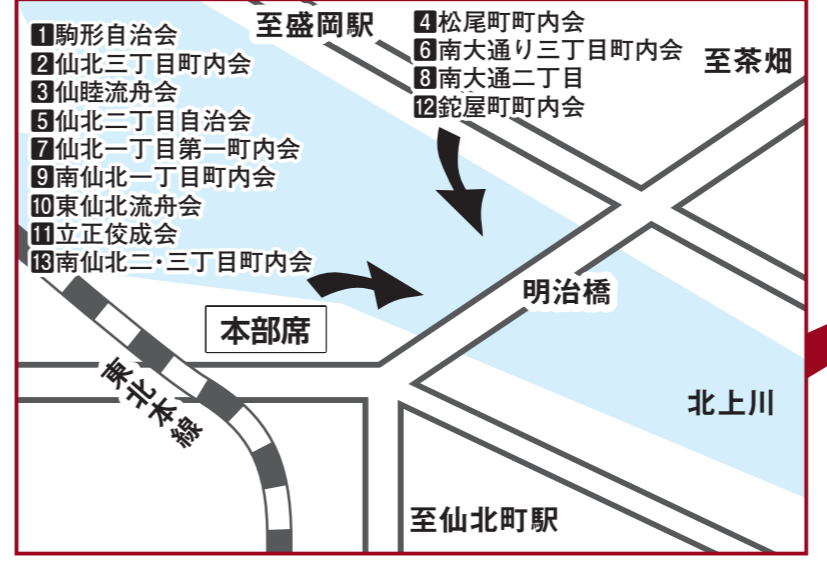 1駒形自治会
2仙北三丁目町内会
3仙睦流舟会
5仙北二丁目自治会
7仙北一丁目第一町内会
9南仙北一丁目町内会
10東仙北流舟会
11立正佼成会
13南仙北二・三丁目町内会
至盛岡駅
4松尾町町内会
6南大通り三丁目町内会
8南大通二丁目
12鉈屋町町内会
至茶畑
明治橋
本部席
東北本線
北上川
至仙北町駅